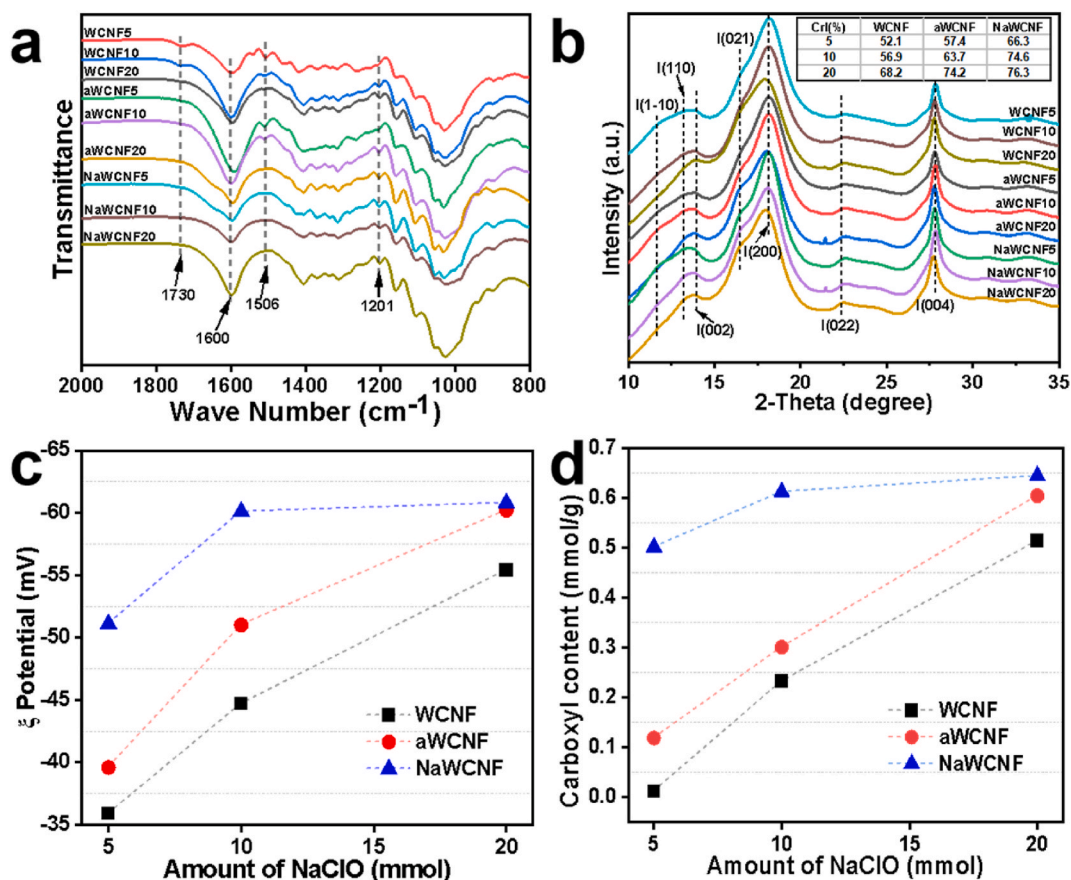 a
WCNF5
WCNF10
WCNF20
aWCNF5
aWCNF10
aWCNF20
NaWCNF5
NaWCNF10
NaWCNF20
1730
1600
1506
1201
Transmittance
2000 1800 1600 1400 1200 1000 800
Wave Number (cm-1)
b
CrI(%) WCNF aWCNF NaWCNF
5 52.1 57.4 66.3
10 56.9 63.7 74.6
20 68.2 74.2 76.3
I(021)
I(110)
I(1-10)
WCNF5
WCNF10
WCNF20
aWCNF5
aWCNF10
aWCNF20
NaWCNF5
NaWCNF10
NaWCNF20
I(200)
I(002)
I(022)
I(004)
Intensity (a.u.)
10 15 20 25 30 35
2-Theta (degree)
c
-65
-60
-55
-50
-45
-40
-35
ξ Potential (mV)
WCNF
aWCNF
NaWCNF
5 10 15 20
Amount of NaClO (mmol)
d
0.7
0.6
0.5
0.4
0.3
0.2
0.1
0.0
Carboxyl content (mmol/g)
WCNF
aWCNF
NaWCNF
5 10 15 20
Amount of NaClO (mmol)